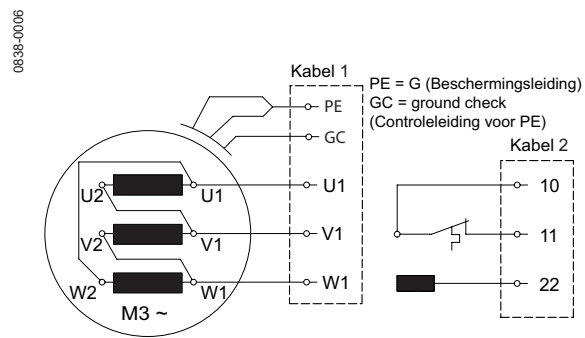 0838-0006
Kabel 1
PE = G (Beschermingsleiding)
GC = ground check
(Controleleiding voor PE)
Kabel 2
PE
GC
U2 U1 U1 10
V2 V1 V1 11
W2 W1 W1 22
M3 ~